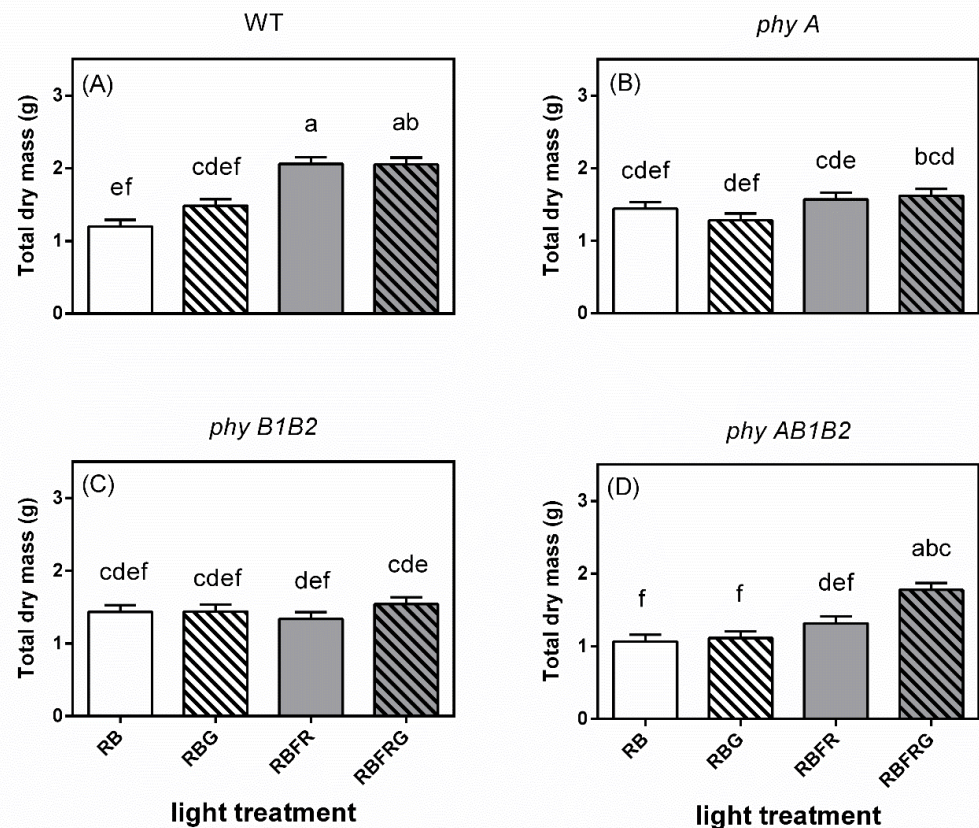 WT
(A)
Total dry mass (g)
3
2
1
0
ef
cdef
a
ab
phy A
(B)
Total dry mass (g)
3
2
1
0
cdef
def
cde
bcd
phy B1B2
(C)
Total dry mass (g)
3
2
1
0
cdef
cdef
def
cde
RB
RBG
RBFR
RBFRG
light treatment
phy AB1B2
(D)
Total dry mass (g)
3
2
1
0
f
f
def
abc
RB
RBG
RBFR
RBFRG
light treatment